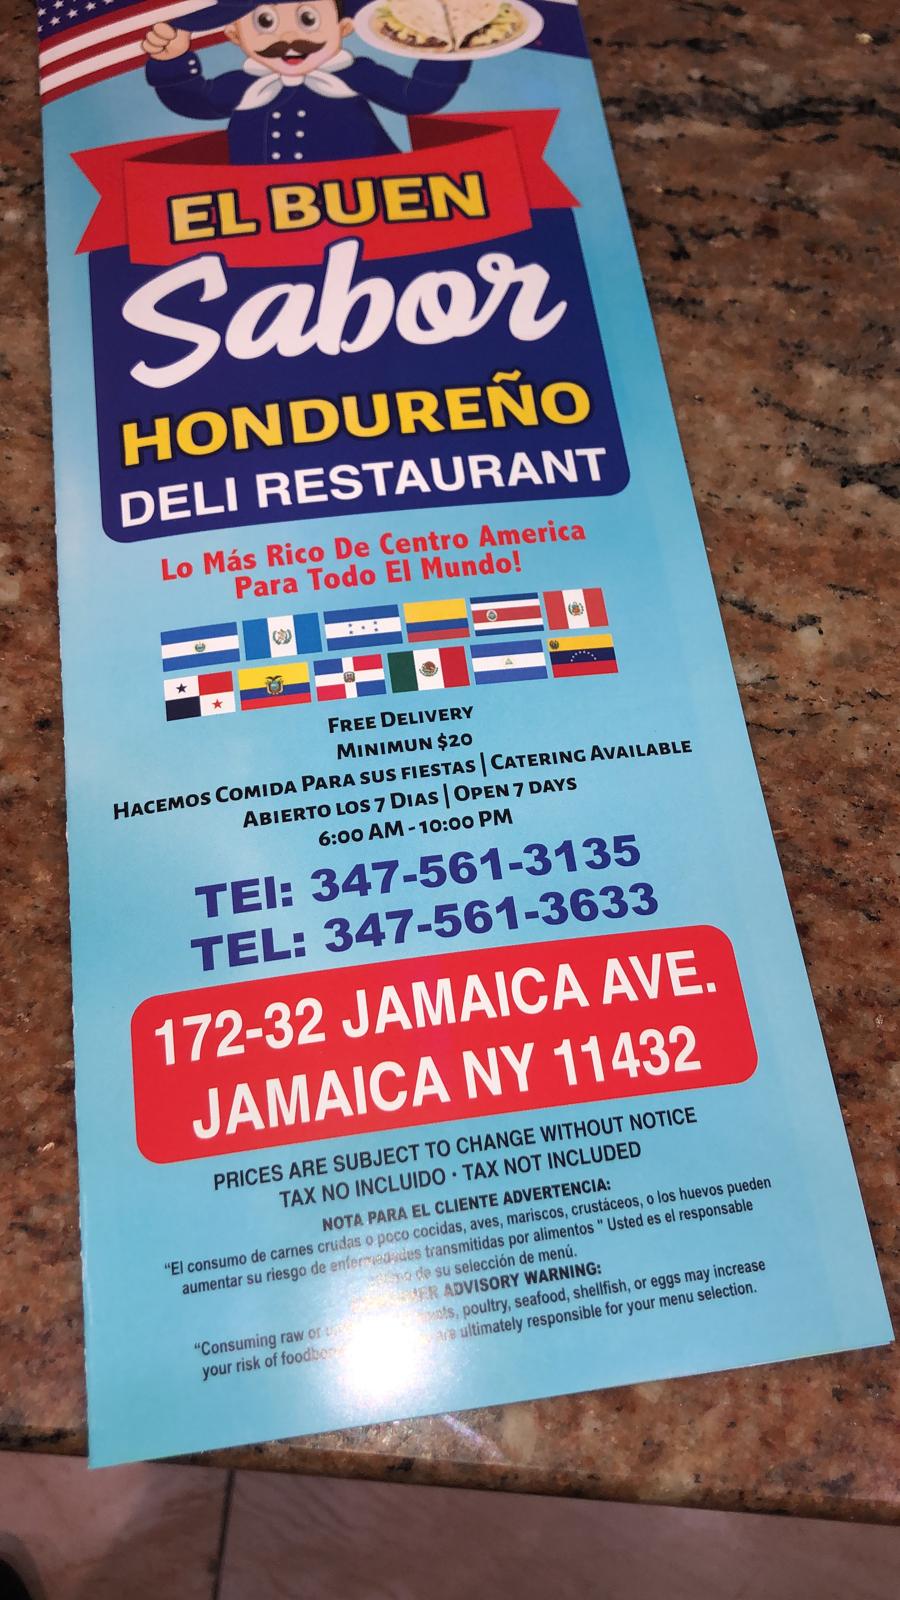 EL BUEN
Sabor
HONDUREÑO
DELI RESTAURANT
Lo Más Rico De Centro America
Para Todo El Mundo!
FREE DELIVERY
MINIMUN $20
HACEMOS COMIDA PARA SUS FIESTAS | CATERING AVAILABLE
ABIERTO LOS 7 DIAS | OPEN 7 DAYS
6:00 AM - 10:00 PM
TEl: 347-561-3135
TEL: 347-561-3633
172-32 JAMAICA AVE.
JAMAICA NY 11432
PRICES ARE SUBJECT TO CHANGE WITHOUT NOTICE
TAX NO INCLUIDO · TAX NOT INCLUDED
NOTA PARA EL CLIENTE ADVERTENCIA:
"El consumo de carnes crudas o poco cocidas, aves, mariscos, crustáceos, o los huevos pueden
aumentar su riesgo de enfermedades transmitidas por alimentos " Usted es el responsable
de su selección de menú.
ADVISORY WARNING:
"Consuming raw or poultry, seafood, shellfish, or eggs may increase
your risk of ultimately responsible for your menu selection.